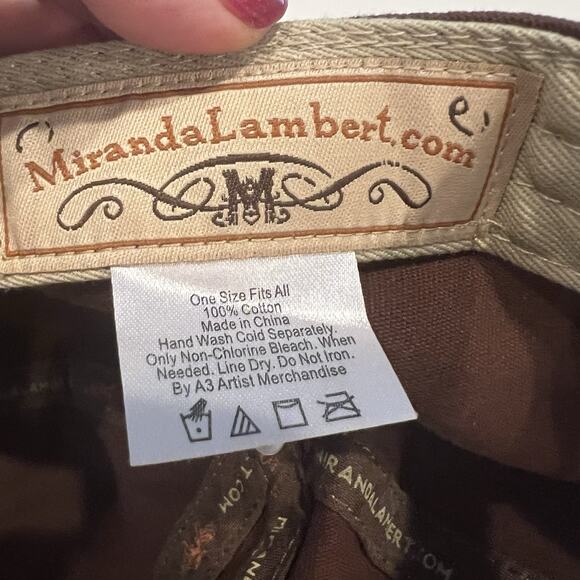 MirandaLambert.com
M
One Size Fits All
100% Cotton
Made in China
Hand Wash Cold Separately.
Only Non-Chlorine Bleach. When
Needed. Line Dry. Do Not Iron.
By A3 Artist Merchandise
T.COM
MIRANDALAMBERT.COM